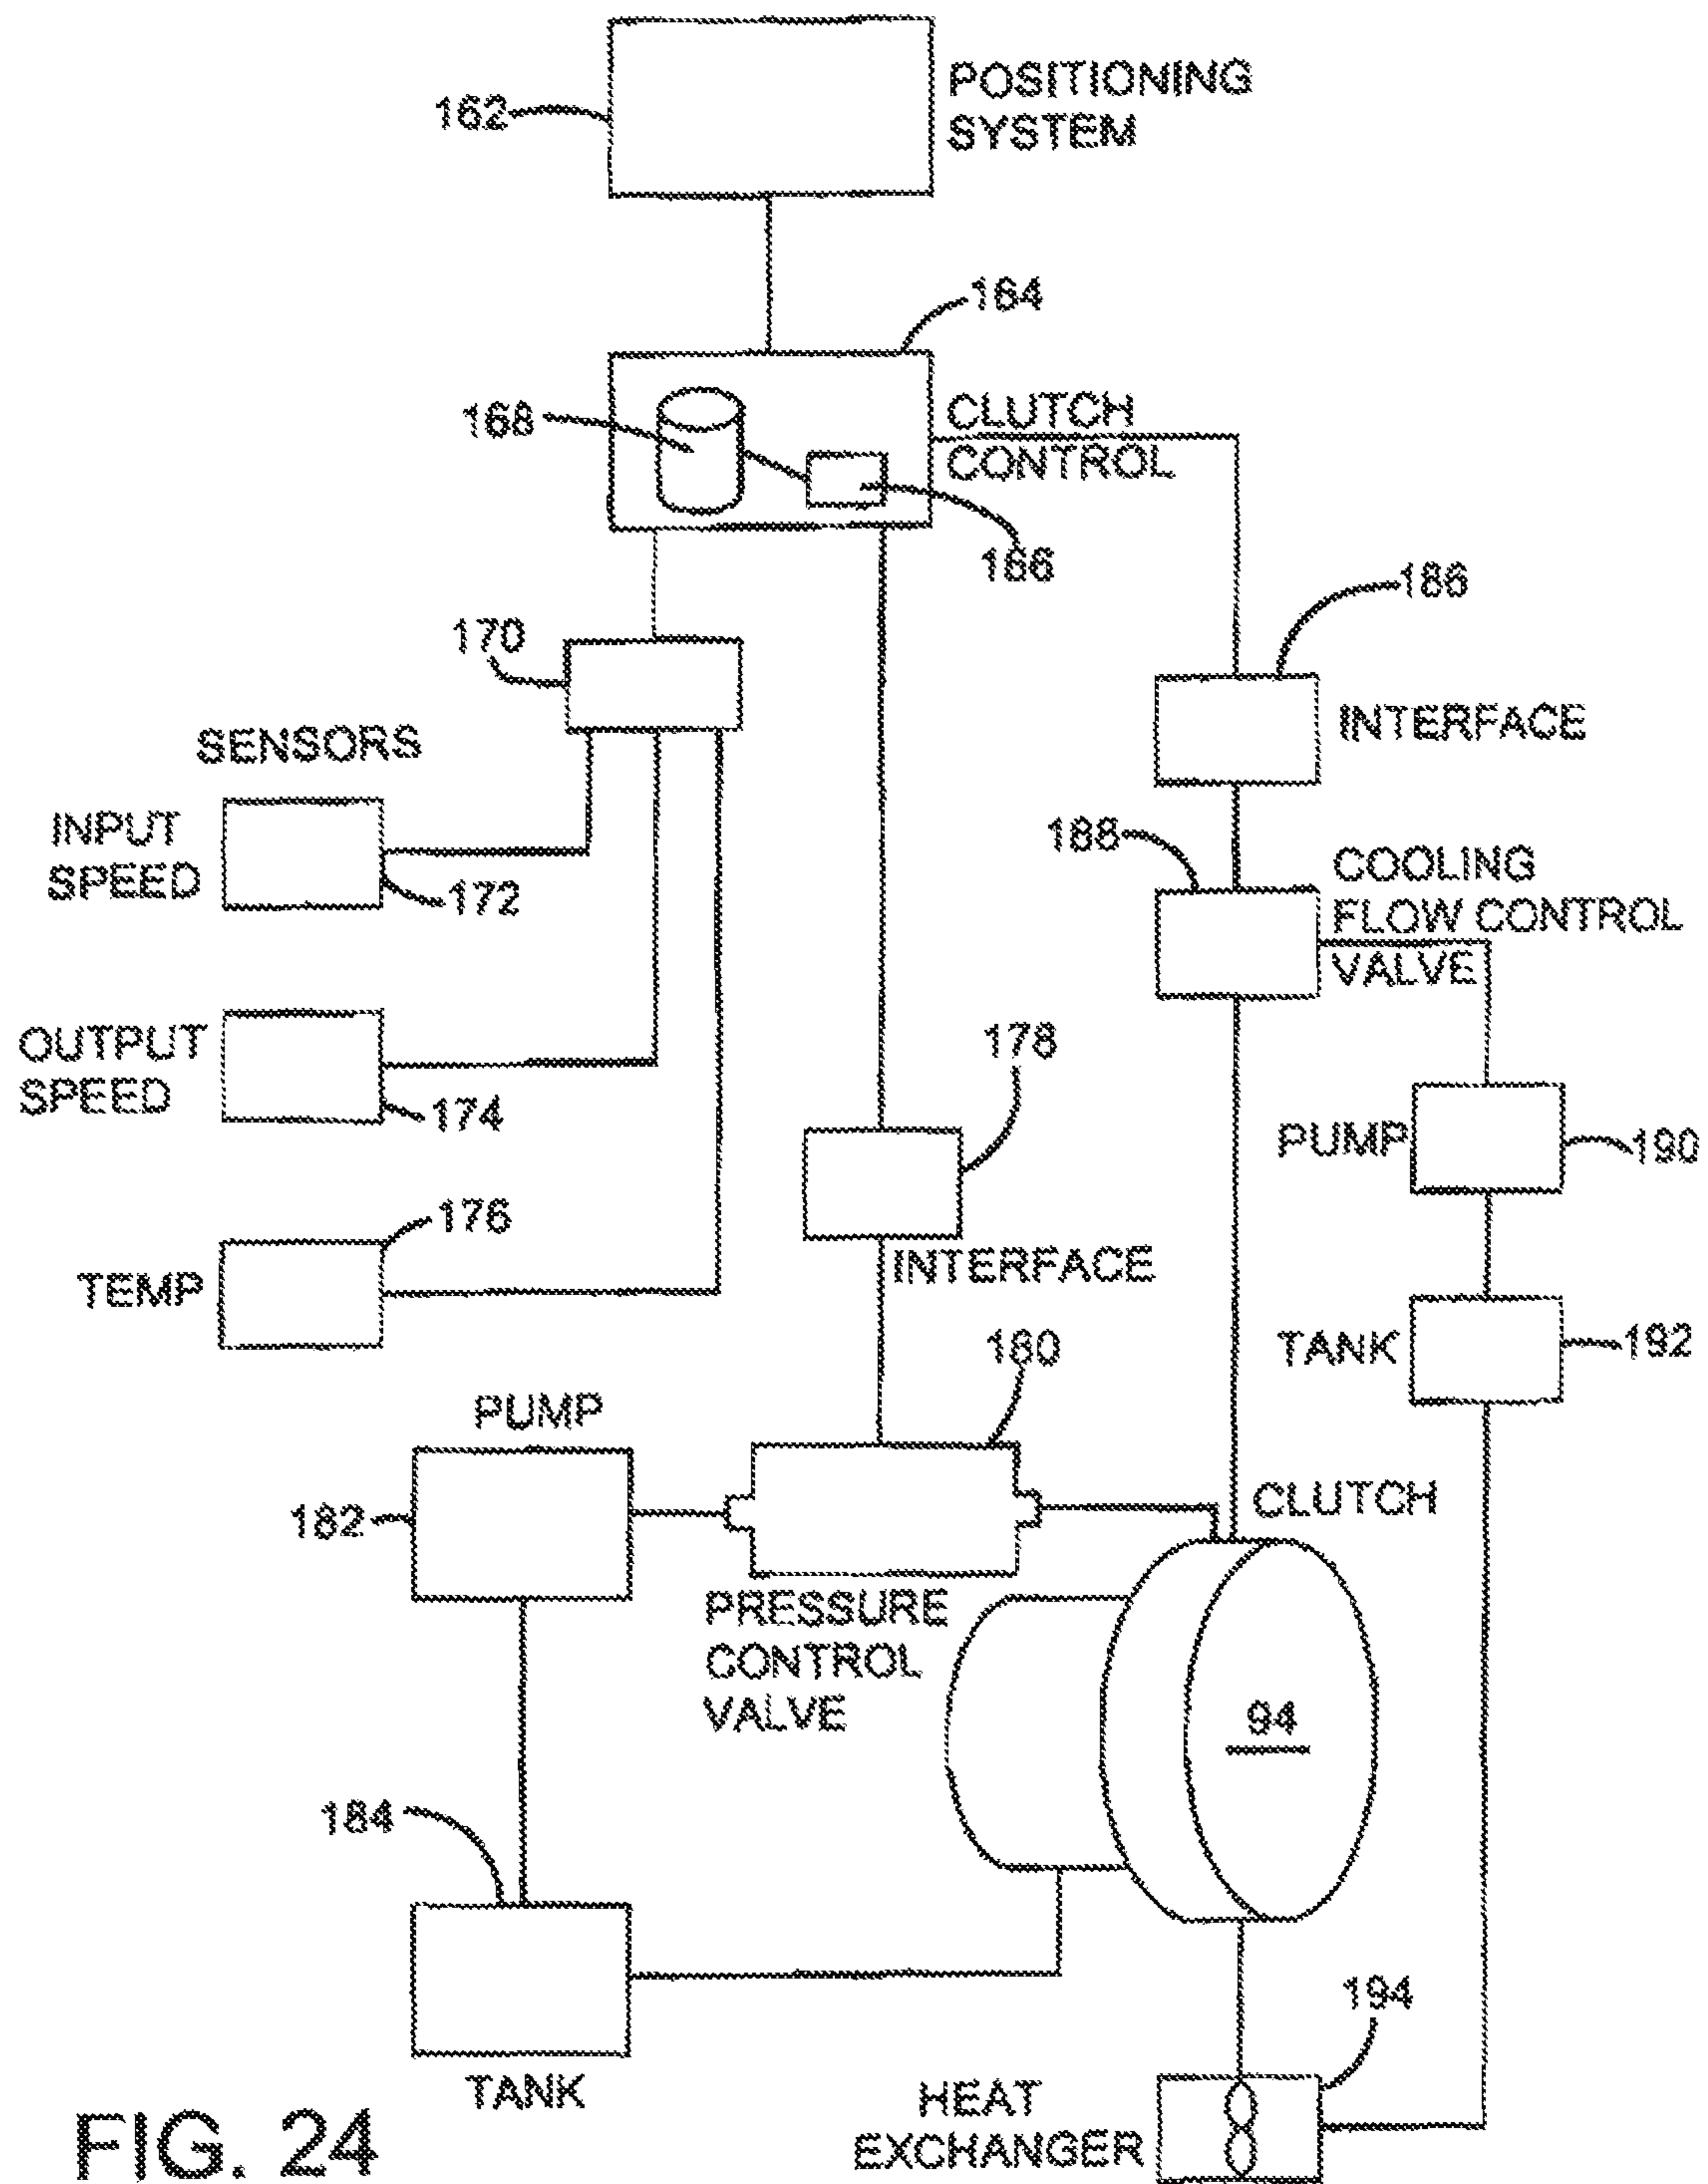 POSITIONING
SYSTEM
162
164
168
CLUTCH
CONTROL
166
186
170
INTERFACE
SENSORS
INPUT
SPEED
172
188
COOLING
FLOW CONTROL
VALVE
OUTPUT
SPEED
174
178
PUMP
190
176
TEMP
INTERFACE
180
TANK
192
PUMP
182
CLUTCH
PRESSURE
CONTROL
VALVE
94
184
194
TANK
HEAT
EXCHANGER
FIG. 24